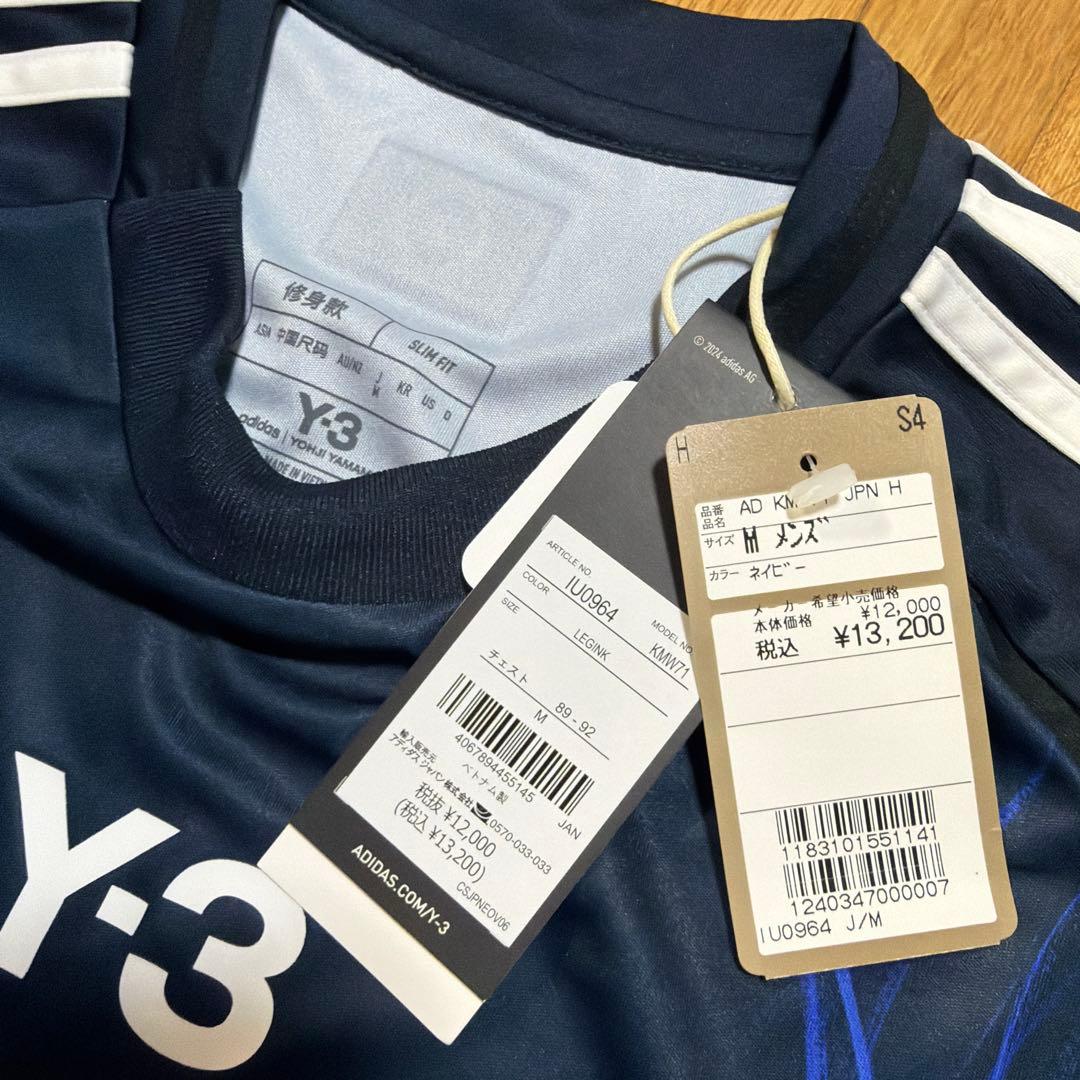 修身款
SLIM FIT
ASIA 中国尺码 AU/NZ J KR US D
M
Y-3
adidas | YOHJI YAMAM
MADE IN VIETN
© 2024 adidas AG
ARTICLE NO.
IU0964
MODEL NO.
KMW71
COLOR
LEGINK
SIZE
チェスト 89 - 92
M
4067894455145
JAN
輸入販売元 ベトナム製
アディダス ジャパン株式会社 0570-033-033
税抜 ¥12,000
(税込 ¥13,200)
CSJPNEOV06
ADIDAS.COM/Y-3
H S4
品番
品名 AD KM JPN H
サイズ M メンズ
カラー ネイビー
メーカー希望小売価格
本体価格 ¥12,000
税込 ¥13,200
1183101551141
1240347000007
IU0964 J/M
Y-3